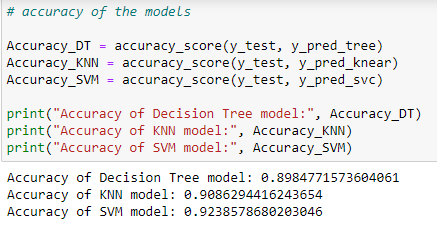 # accuracy of the models
Accuracy_DT = accuracy_score(y_test, y_pred_tree)
Accuracy_KNN = accuracy_score(y_test, y_pred_knear)
Accuracy_SVM = accuracy_score(y_test, y_pred_svc)
print("Accuracy of Decision Tree model:", Accuracy_DT)
print("Accuracy of KNN model:", Accuracy_KNN)
print("Accuracy of SVM model:", Accuracy_SVM)
Accuracy of Decision Tree model: 0.8984771573604061
Accuracy of KNN model: 0.9086294416243654
Accuracy of SVM model: 0.9238578680203046